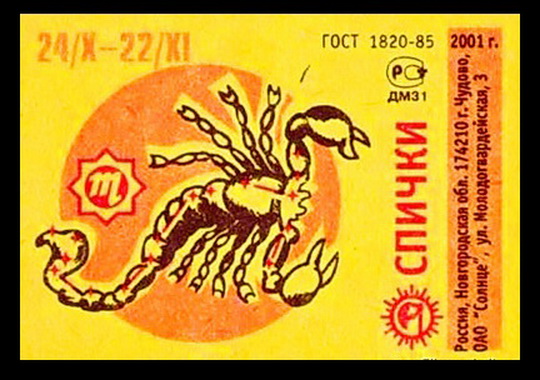 24/X–22/XI
ГОСТ 1820-85
2001 г.
РСТ
ДМ31
СПИЧКИ
Россия, Новгородская обл. 174210 г. Чудово,
ОАО "Солнце", ул. Молодогвардейская, 3